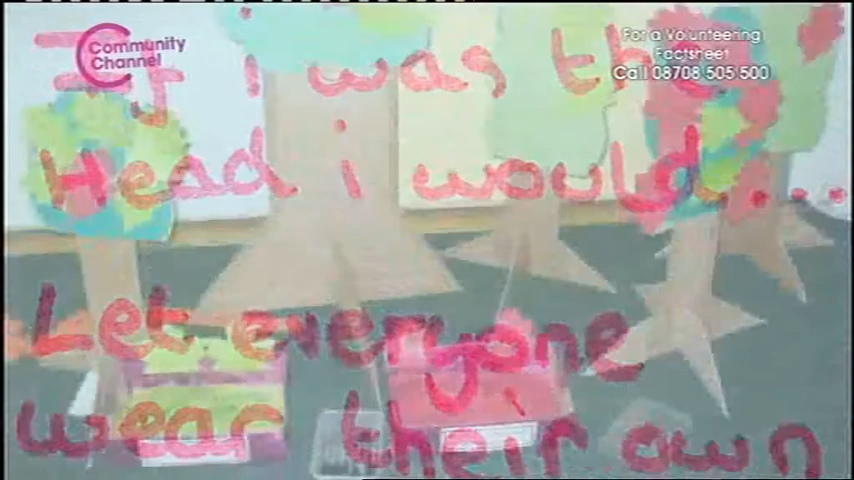 Community
Channel
For a Volunteering
Factsheet
Call 08708 505 500
If i was the
Head i would...
Let everyone
wear their own